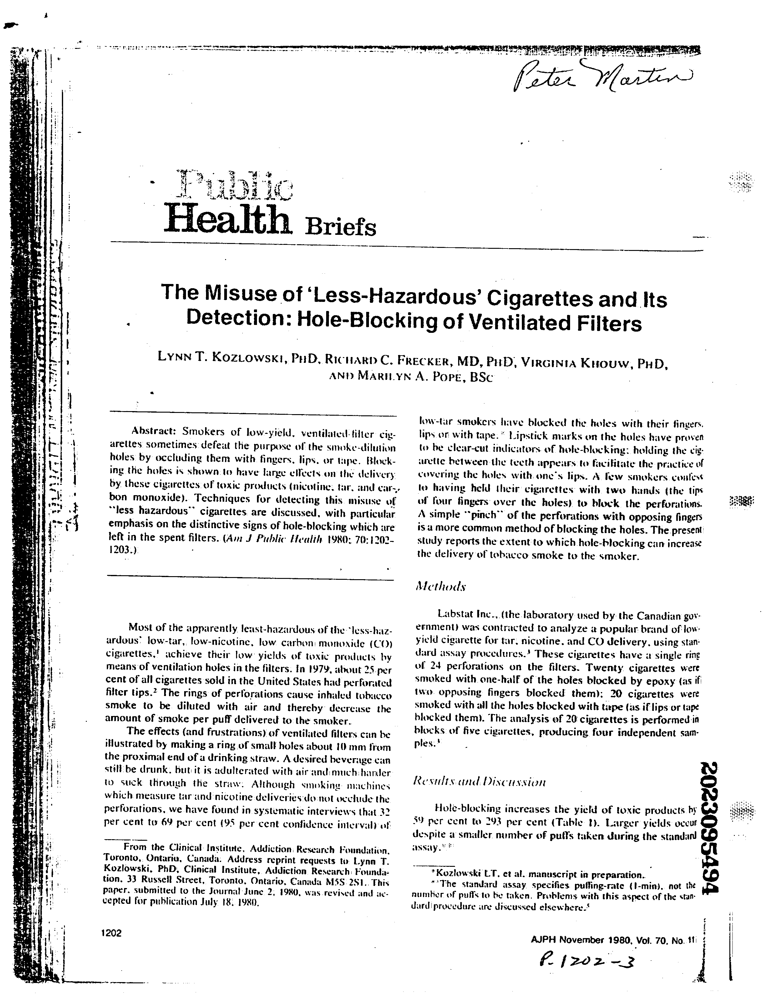 Peter Martin
Public
Health Briefs
The Misuse of 'Less-Hazardous' Cigarettes and Its
Detection: Hole-Blocking of Ventilated Filters
LYNN T. KOZLOWSKI, PHD, RICHARD C. FRECKER, MD, PHD, VIRGINIA KHOUW, PHD,
AND MARILYN A. POPE, BSC
Abstract: Smokers of low-yield, ventilated-filter cig-
arettes sometimes defeat the purpose of the smoke-dilution
holes by occluding them with fingers, lips, or tape. Block-
ing the holes is shown to have large effects on the delivery
by these cigarettes of toxic products (nicotine, tar, and car-
bon monoxide). Techniques for detecting this misuse of
"less hazardous" cigarettes are discussed, with particular
emphasis on the distinctive signs of hole-blocking which are
left in the spent filters. (Am J Public Health 1980; 70:1202-
1203.)
Most of the apparently least-hazardous of the 'less-haz-
ardous' low-tar, low-nicotine, low carbon monoxide (CO)
cigarettes,¹ achieve their low yields of toxic products by
means of ventilation holes in the filters. In 1979, about 25 per
cent of all cigarettes sold in the United States had perforated
filter tips.² The rings of perforations cause inhaled tobacco
smoke to be diluted with air and thereby decrease the
amount of smoke per puff delivered to the smoker.
The effects (and frustrations) of ventilated filters can be
illustrated by making a ring of small holes about 10 mm from
the proximal end of a drinking straw. A desired beverage can
still be drunk, but it is adulterated with air and much harder
to suck through the straw. Although smoking machines
which measure tar and nicotine deliveries do not occlude the
perforations, we have found in systematic interviews that 32
per cent to 69 per cent (95 per cent confidence interval) of
From the Clinical Institute, Addiction Research Foundation,
Toronto, Ontario, Canada. Address reprint requests to Lynn T.
Kozlowski, PhD, Clinical Institute, Addiction Research Founda-
tion, 33 Russell Street, Toronto, Ontario, Canada M5S 2S1. This
paper, submitted to the Journal June 2, 1980, was revised and ac-
cepted for publication July 18, 1980.
1202
low-tar smokers have blocked the holes with their fingers,
lips or with tape.* Lipstick marks on the holes have proven
to be clear-cut indicators of hole-blocking; holding the cig-
arette between the teeth appears to facilitate the practice of
covering the holes with one's lips. A few smokers confess
to having held their cigarettes with two hands (the tips
of four fingers over the holes) to block the perforations.
A simple "pinch" of the perforations with opposing fingers
is a more common method of blocking the holes. The present
study reports the extent to which hole-blocking can increase
the delivery of tobacco smoke to the smoker.
Methods
Labstat Inc., (the laboratory used by the Canadian gov-
ernment) was contracted to analyze a popular brand of low-
yield cigarette for tar, nicotine, and CO delivery, using stan-
dard assay procedures.³ These cigarettes have a single ring
of 24 perforations on the filters. Twenty cigarettes were
smoked with one-half of the holes blocked by epoxy (as if
two opposing fingers blocked them); 20 cigarettes were
smoked with all the holes blocked with tape (as if lips or tape
blocked them). The analysis of 20 cigarettes is performed in
blocks of five cigarettes, producing four independent sam-
ples.³
Results and Discussion
Hole-blocking increases the yield of toxic products by
59 per cent to 293 per cent (Table 1). Larger yields occur
despite a smaller number of puffs taken during the standard
assay.**
*Kozlowski LT, et al. manuscript in preparation.
**The standard assay specifies puffing-rate (1-min), not the
number of puffs to be taken. Problems with this aspect of the stan-
dard procedure are discussed elsewhere.⁵
AJPH November 1980, Vol. 70, No. 11
P. 1202-3
2023095494